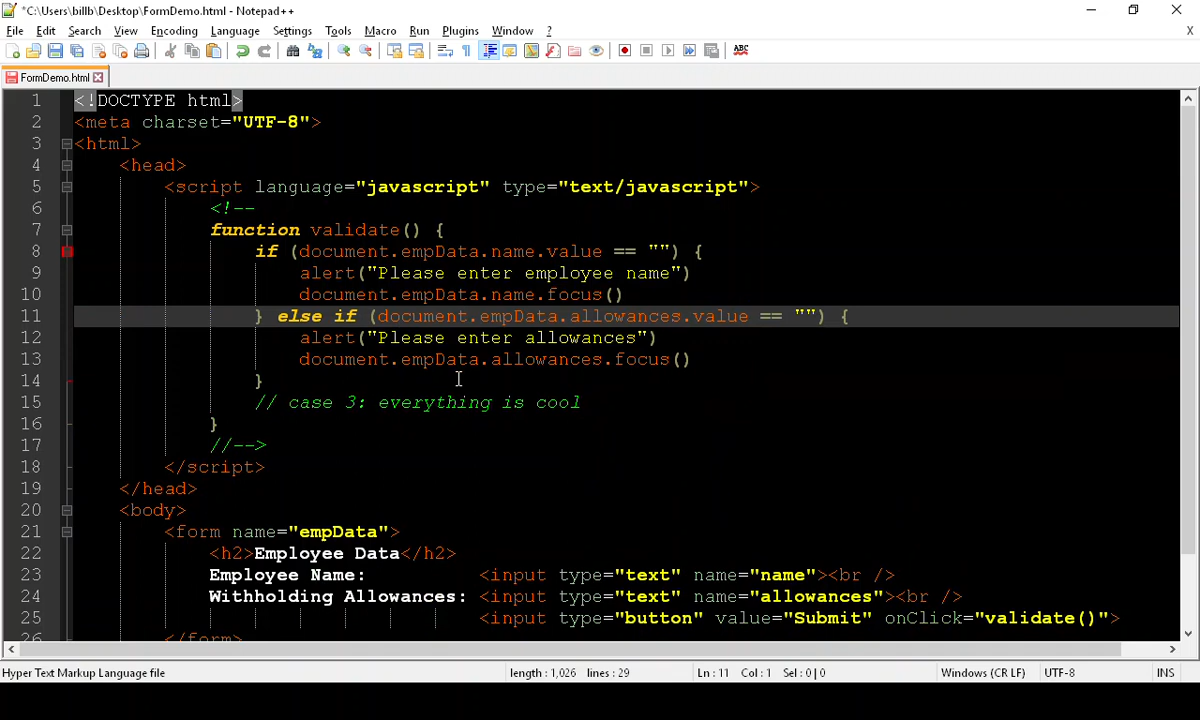 *C:\Users\billb\Desktop\FormDemo.html - Notepad++
File Edit Search View Encoding Language Settings Tools Macro Run Plugins Window ? X
ABC
FormDemo.html
1 <!DOCTYPE html>
2 <meta charset="UTF-8">
3 <html>
4 <head>
5 <script language="javascript" type="text/javascript">
6 <!--
7 function validate() {
8 if (document.empData.name.value == "") {
9 alert("Please enter employee name")
10 document.empData.name.focus()
11 } else if (document.empData.allowances.value == "") {
12 alert("Please enter allowances")
13 document.empData.allowances.focus()
14 }
15 // case 3: everything is cool
16 }
17 //-->
18 </script>
19 </head>
20 <body>
21 <form name="empData">
22 <h2>Employee Data</h2>
23 Employee Name: <input type="text" name="name"><br />
24 Withholding Allowances: <input type="text" name="allowances"><br />
25 <input type="button" value="Submit" onClick="validate()">
26 </form>
Hyper Text Markup Language file length : 1,026 lines : 29 Ln : 11 Col : 1 Sel : 0 | 0 Windows (CR LF) UTF-8 INS